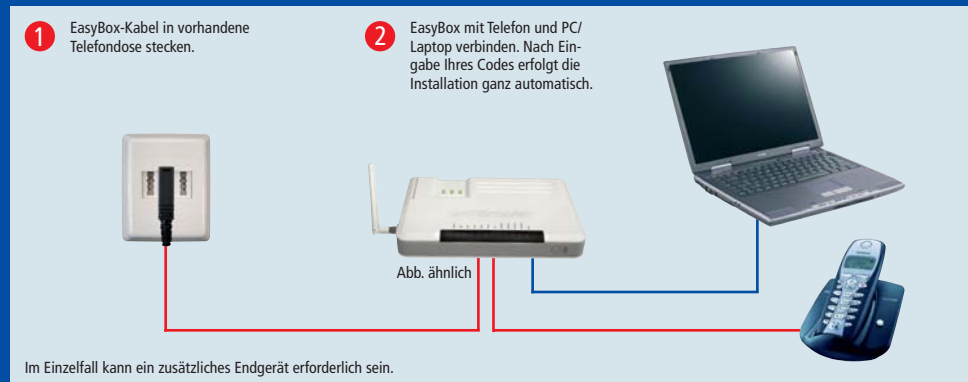 1
EasyBox-Kabel in vorhandene
Telefondose stecken.
2
EasyBox mit Telefon und PC/
Laptop verbinden. Nach Ein-
gabe Ihres Codes erfolgt die
Installation ganz automatisch.
Abb. ähnlich
Im Einzelfall kann ein zusätzliches Endgerät erforderlich sein.